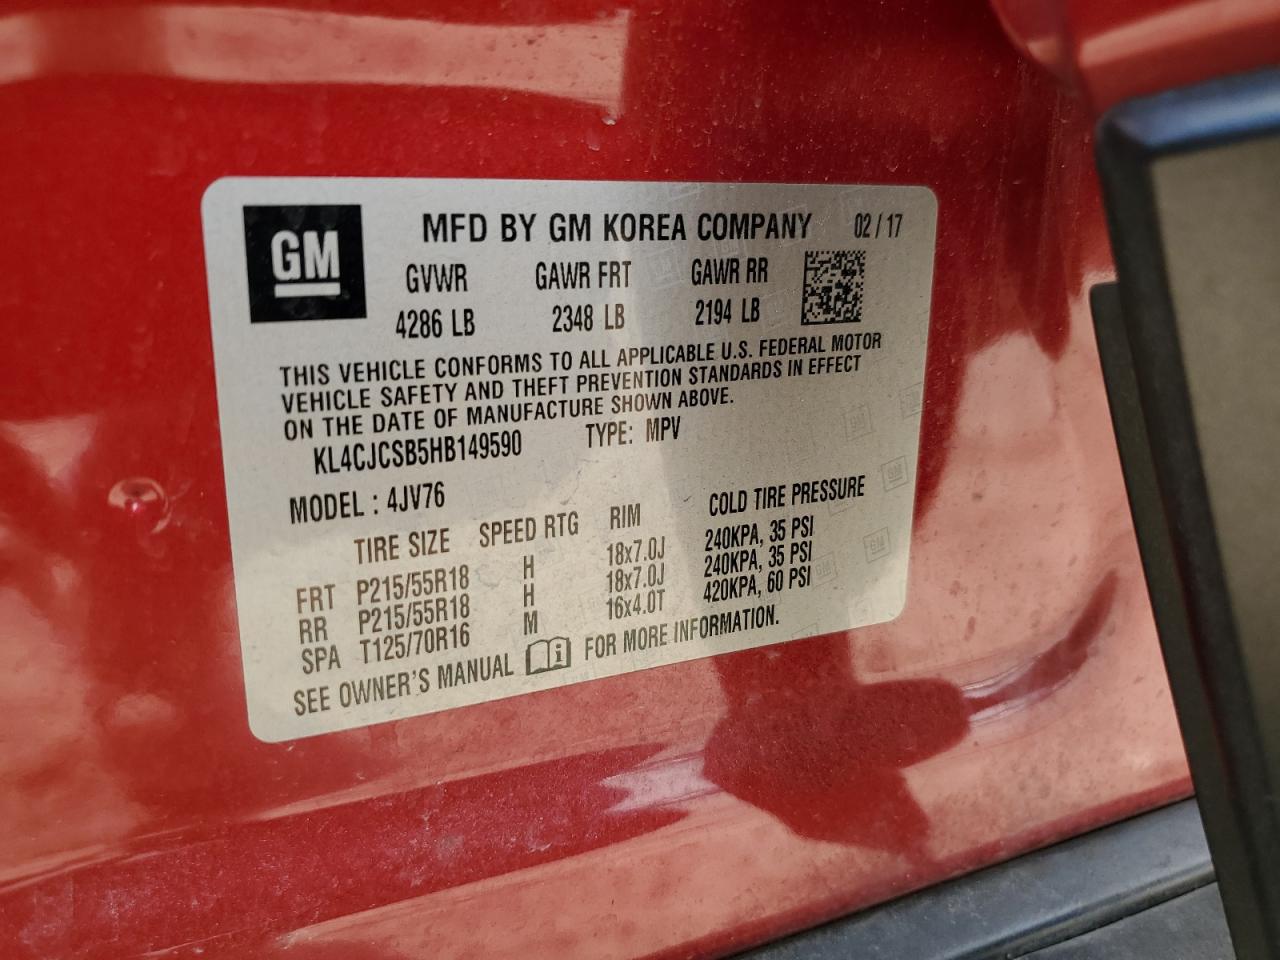 GM
MFD BY GM KOREA COMPANY 02 / 17
GVWR GAWR FRT GAWR RR
4286 LB 2348 LB 2194 LB
THIS VEHICLE CONFORMS TO ALL APPLICABLE U.S. FEDERAL MOTOR
VEHICLE SAFETY AND THEFT PREVENTION STANDARDS IN EFFECT
ON THE DATE OF MANUFACTURE SHOWN ABOVE.
KL4CJCSB5HB149590 TYPE: MPV
MODEL : 4JV76
TIRE SIZE SPEED RTG RIM COLD TIRE PRESSURE
FRT P215/55R18 H 18x7.0J 240KPA, 35 PSI
RR P215/55R18 H 18x7.0J 240KPA, 35 PSI
SPA T125/70R16 M 16x4.0T 420KPA, 60 PSI
SEE OWNER'S MANUAL i FOR MORE INFORMATION.